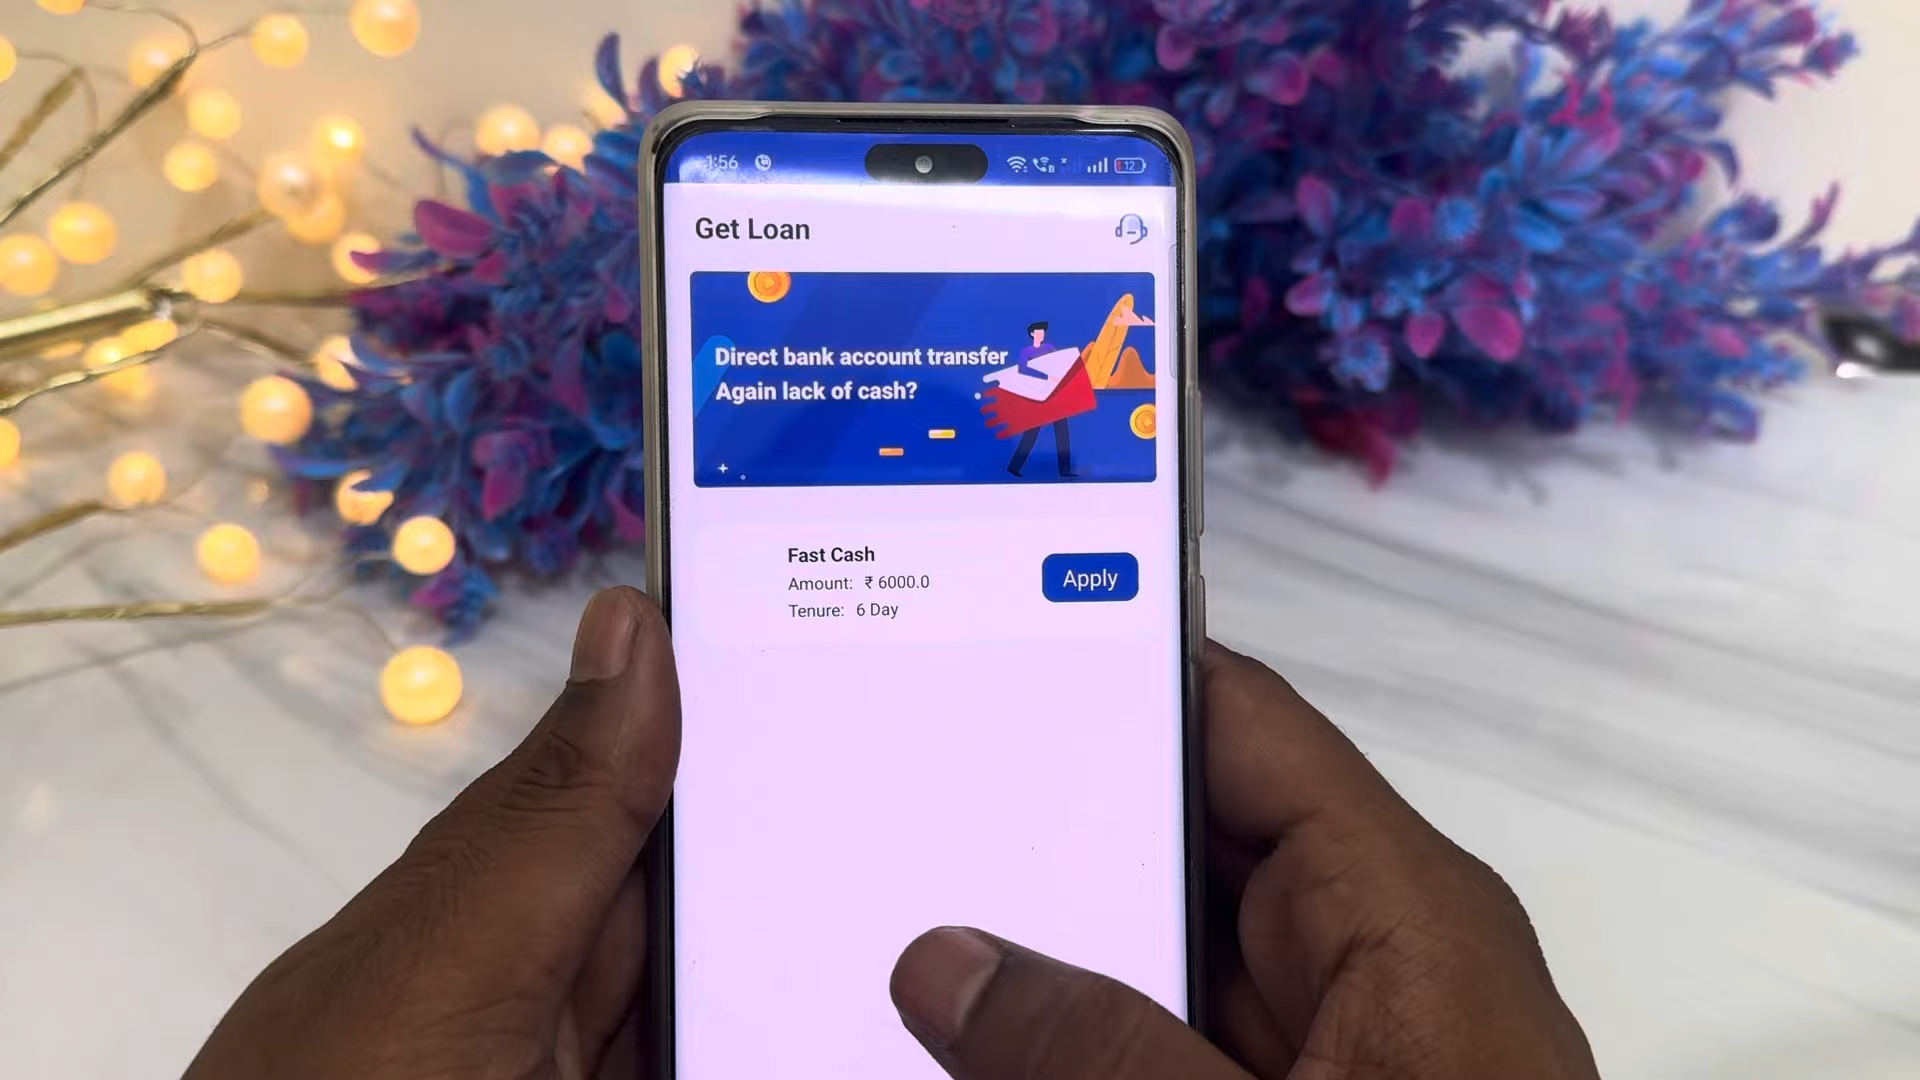 1:56
12
Get Loan
Direct bank account transfer
Again lack of cash?
Fast Cash
Amount: ₹ 6000.0
Tenure: 6 Day
Apply